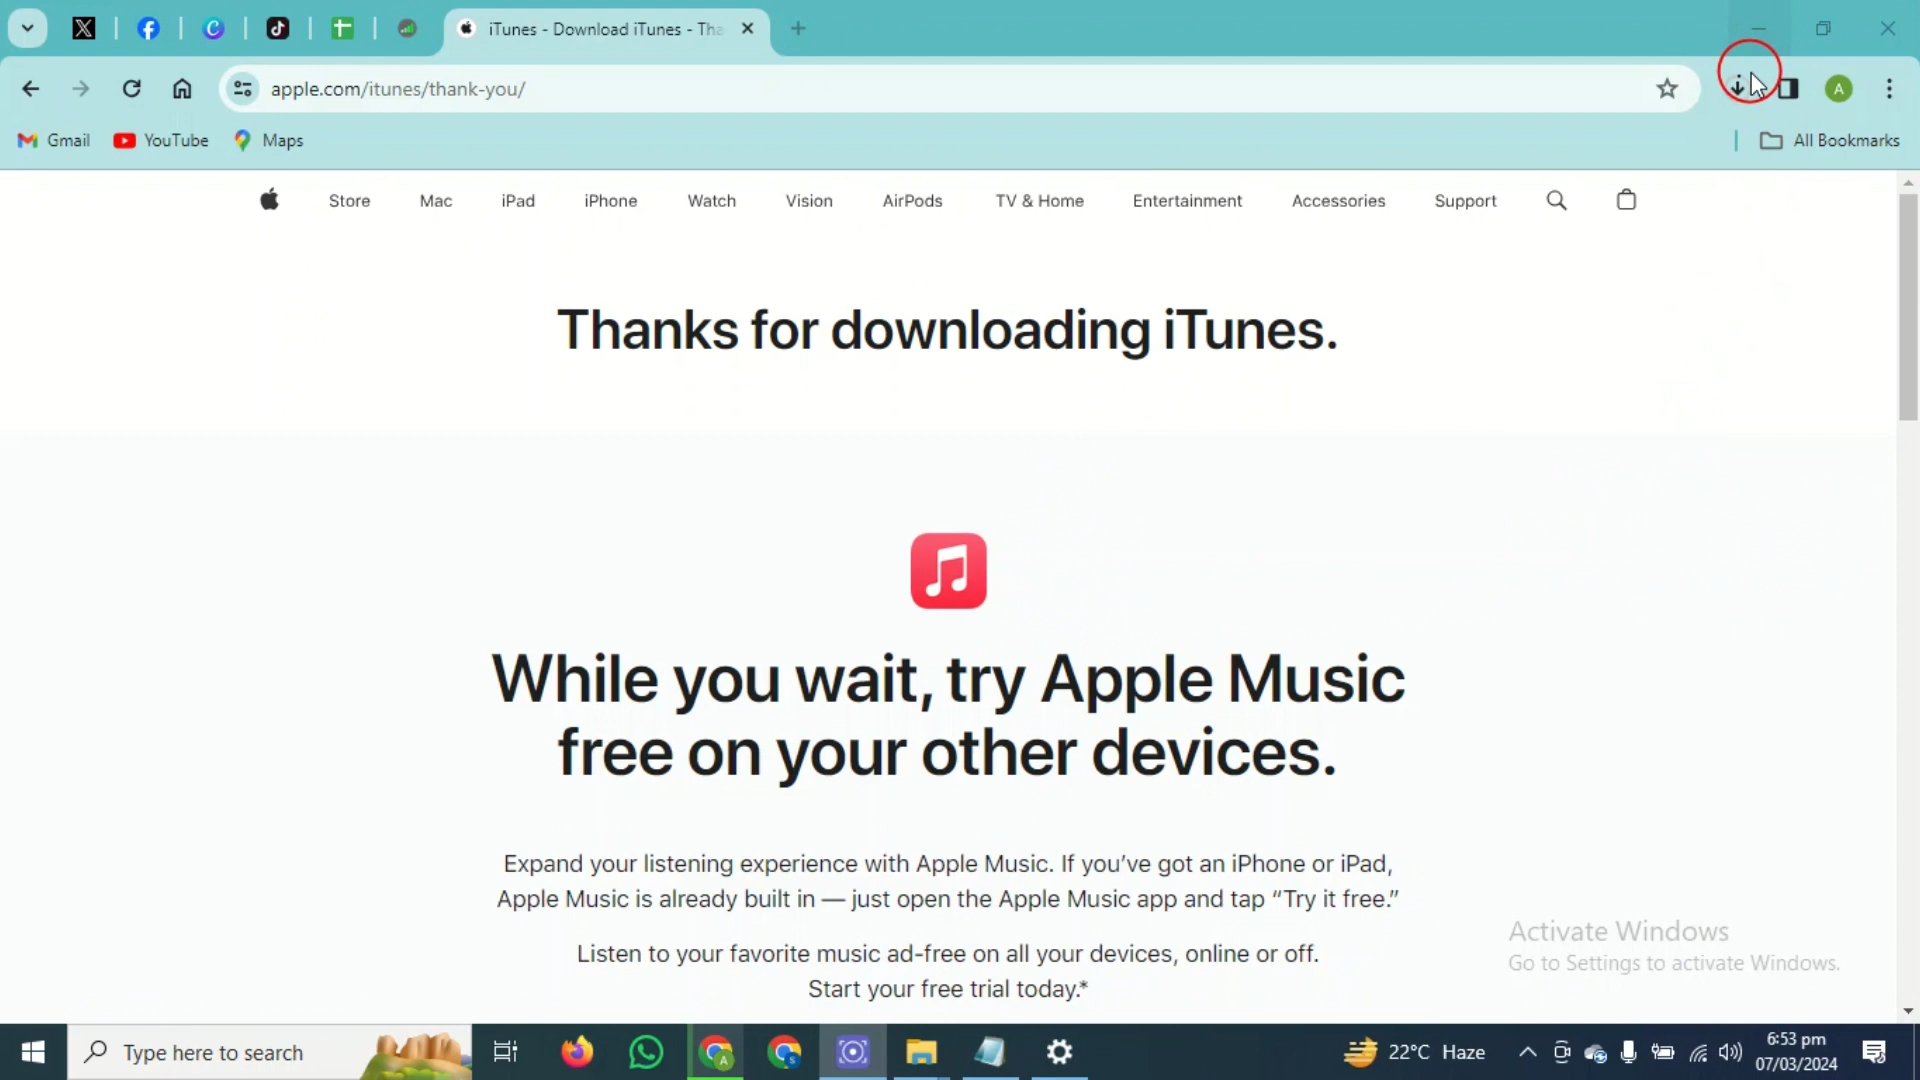 iTunes - Download iTunes - Tha
apple.com/itunes/thank-you/
A
Gmail
YouTube
Maps
All Bookmarks
Store
Mac
iPad
iPhone
Watch
Vision
AirPods
TV & Home
Entertainment
Accessories
Support
Thanks for downloading iTunes.
While you wait, try Apple Music
free on your other devices.
Expand your listening experience with Apple Music. If you’ve got an iPhone or iPad,
Apple Music is already built in — just open the Apple Music app and tap “Try it free.”
Listen to your favorite music ad-free on all your devices, online or off.
Start your free trial today.*
Activate Windows
Go to Settings to activate Windows.
Type here to search
A
S
22°C Haze
6:53 pm
07/03/2024